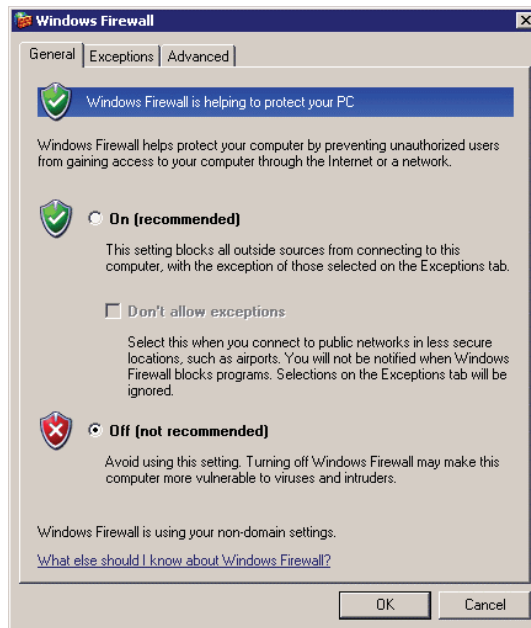 Windows Firewall
General Exceptions Advanced
Windows Firewall is helping to protect your PC
Windows Firewall helps protect your computer by preventing unauthorized users
from gaining access to your computer through the Internet or a network.
On (recommended)
This setting blocks all outside sources from connecting to this
computer, with the exception of those selected on the Exceptions tab.
Don't allow exceptions
Select this when you connect to public networks in less secure
locations, such as airports. You will not be notified when Windows
Firewall blocks programs. Selections on the Exceptions tab will be
ignored.
Off (not recommended)
Avoid using this setting. Turning off Windows Firewall may make this
computer more vulnerable to viruses and intruders.
Windows Firewall is using your non-domain settings.
What else should I know about Windows Firewall?
OK Cancel